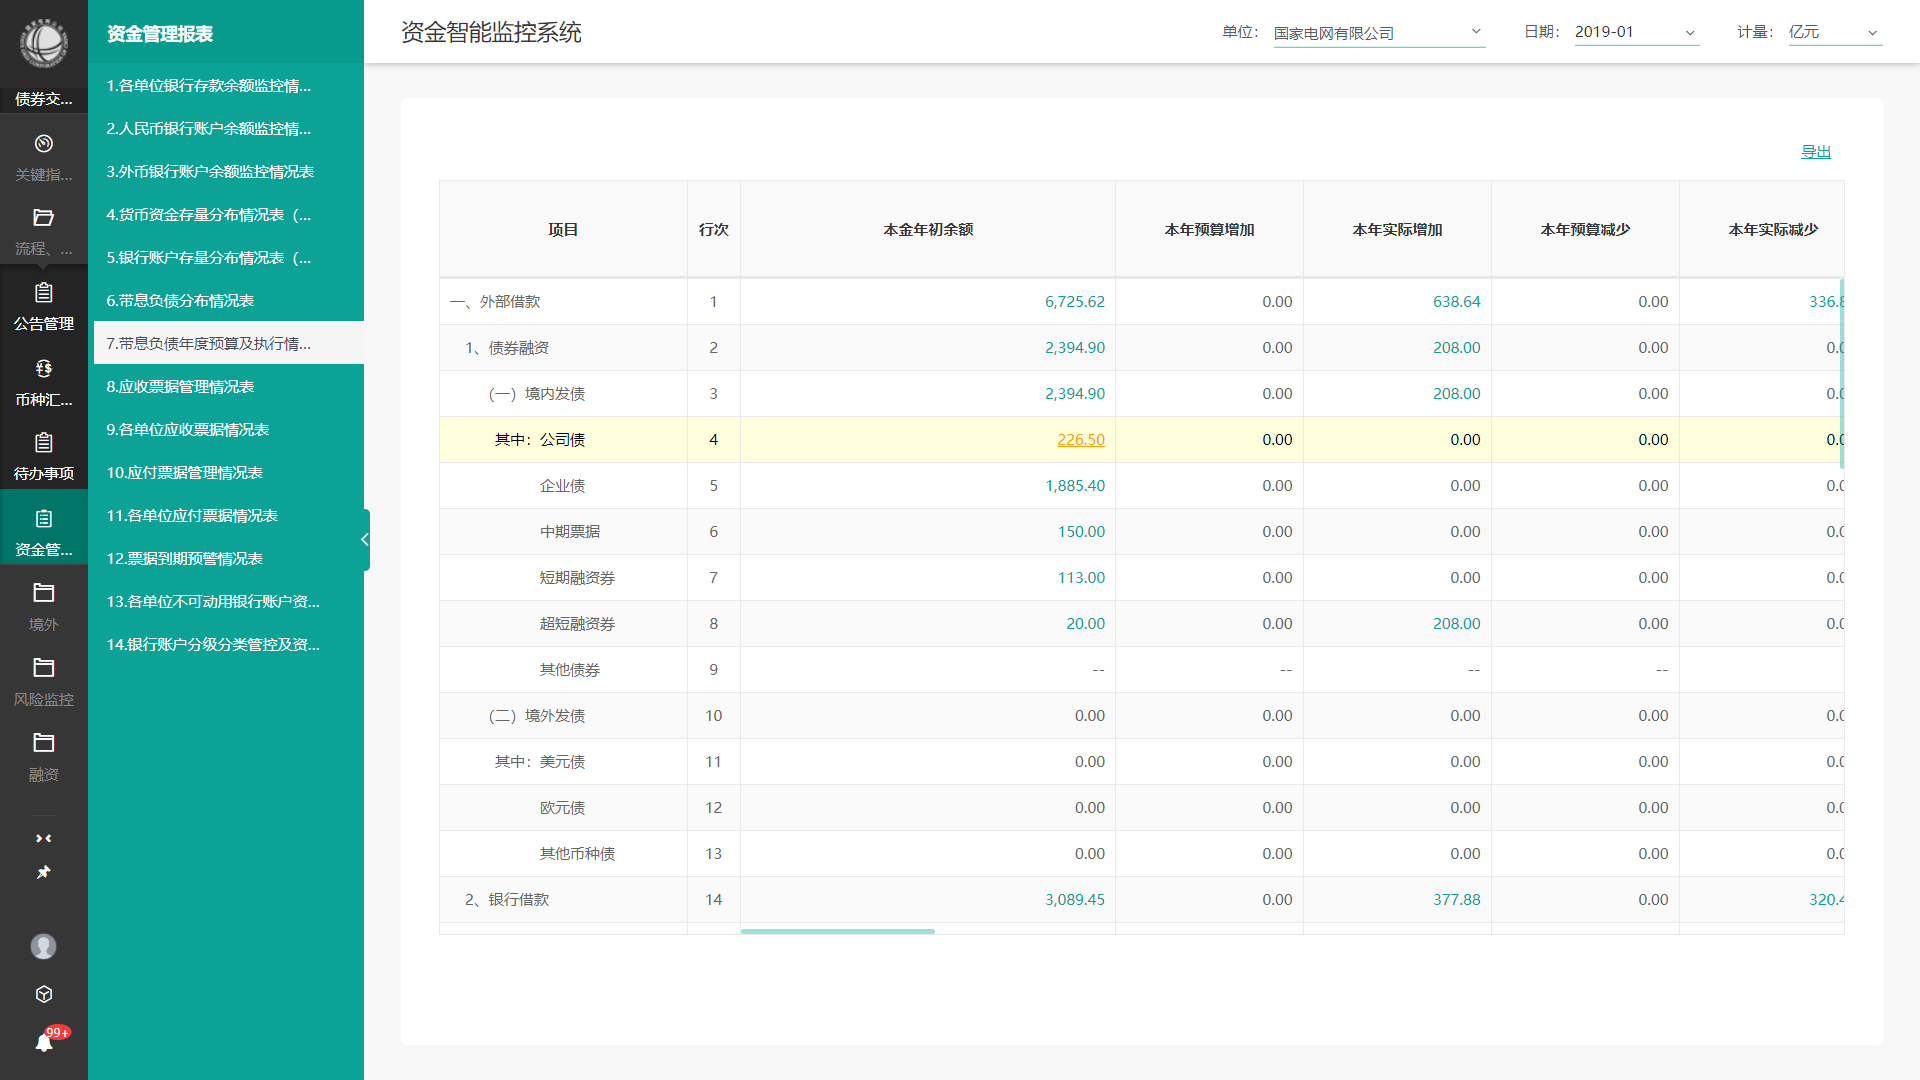 债券交...
关键指...
流程、...
公告管理
币种汇...
待办事项
资金管...
境外
风险监控
融资
99+
资金管理报表
1.各单位银行存款余额监控情...
2.人民币银行账户余额监控情...
3.外币银行账户余额监控情况表
4.货币资金存量分布情况表（...
5.银行账户存量分布情况表（...
6.带息负债分布情况表
7.带息负债年度预算及执行情...
8.应收票据管理情况表
9.各单位应收票据情况表
10.应付票据管理情况表
11.各单位应付票据情况表
12.票据到期预警情况表
13.各单位不可动用银行账户资...
14.银行账户分级分类管控及资...
资金智能监控系统
单位： 国家电网有限公司 日期： 2019-01 计量： 亿元
导出
项目 行次 本金年初余额 本年预算增加 本年实际增加 本年预算减少 本年实际减少
一、外部借款 1 6,725.62 0.00 638.64 0.00 336.8
1、债券融资 2 2,394.90 0.00 208.00 0.00 0.0
（一）境内发债 3 2,394.90 0.00 208.00 0.00 0.0
其中：公司债 4 226.50 0.00 0.00 0.00 0.0
企业债 5 1,885.40 0.00 0.00 0.00 0.0
中期票据 6 150.00 0.00 0.00 0.00 0.0
短期融资券 7 113.00 0.00 0.00 0.00 0.0
超短融资券 8 20.00 0.00 208.00 0.00 0.0
其他债券 9 -- -- -- --
（二）境外发债 10 0.00 0.00 0.00 0.00 0.0
其中：美元债 11 0.00 0.00 0.00 0.00 0.0
欧元债 12 0.00 0.00 0.00 0.00 0.0
其他币种债 13 0.00 0.00 0.00 0.00 0.0
2、银行借款 14 3,089.45 0.00 377.88 0.00 320.4